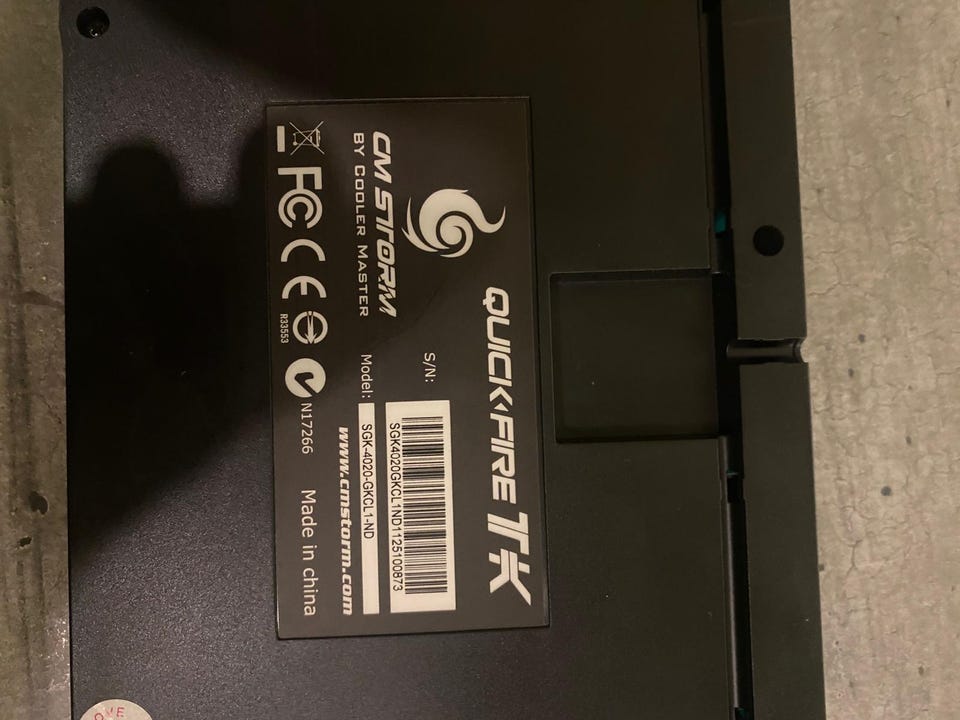 QUICKFIRE TK
CM STORM
BY COOLER MASTER
S/N:
SGK4020GKCL1ND1125100873
Model:
SGK-4020-GKCL1-ND
www.cmstorm.com
FC CE
R33553
N17266
Made in china